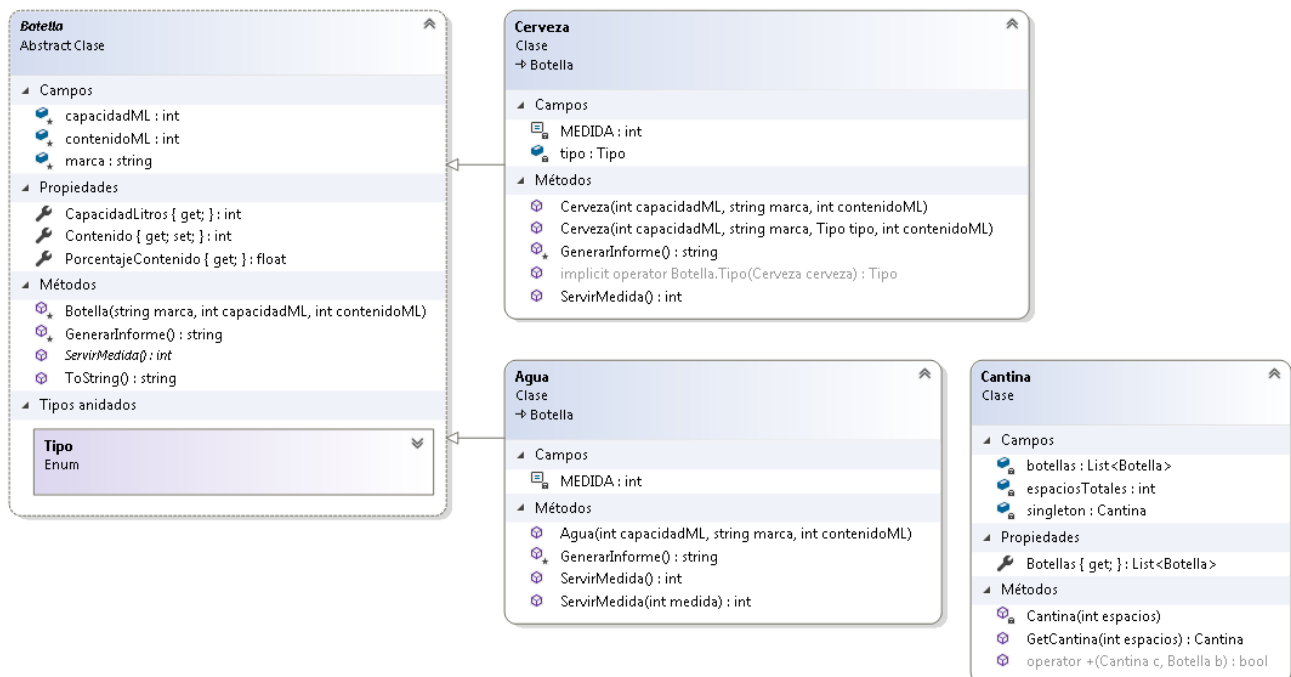 Botella
Abstract Clase
Campos
capacidadML : int
contenidoML : int
marca : string
Propiedades
CapacidadLitros { get; } : int
Contenido { get; set; } : int
PorcentajeContenido { get; } : float
Métodos
Botella(string marca, int capacidadML, int contenidoML)
GenerarInforme() : string
ServirMedida() : int
ToString() : string
Tipos anidados
Tipo
Enum
Cerveza
Clase
Botella
Campos
MEDIDA : int
tipo : Tipo
Métodos
Cerveza(int capacidadML, string marca, int contenidoML)
Cerveza(int capacidadML, string marca, Tipo tipo, int contenidoML)
GenerarInforme() : string
implicit operator Botella.Tipo(Cerveza cerveza) : Tipo
ServirMedida() : int
Agua
Clase
Botella
Campos
MEDIDA : int
Métodos
Agua(int capacidadML, string marca, int contenidoML)
GenerarInforme() : string
ServirMedida() : int
ServirMedida(int medida) : int
Cantina
Clase
Campos
botellas : List<Botella>
espaciosTotales : int
singleton : Cantina
Propiedades
Botellas { get; } : List<Botella>
Métodos
Cantina(int espacios)
GetCantina(int espacios) : Cantina
operator +(Cantina c, Botella b) : bool